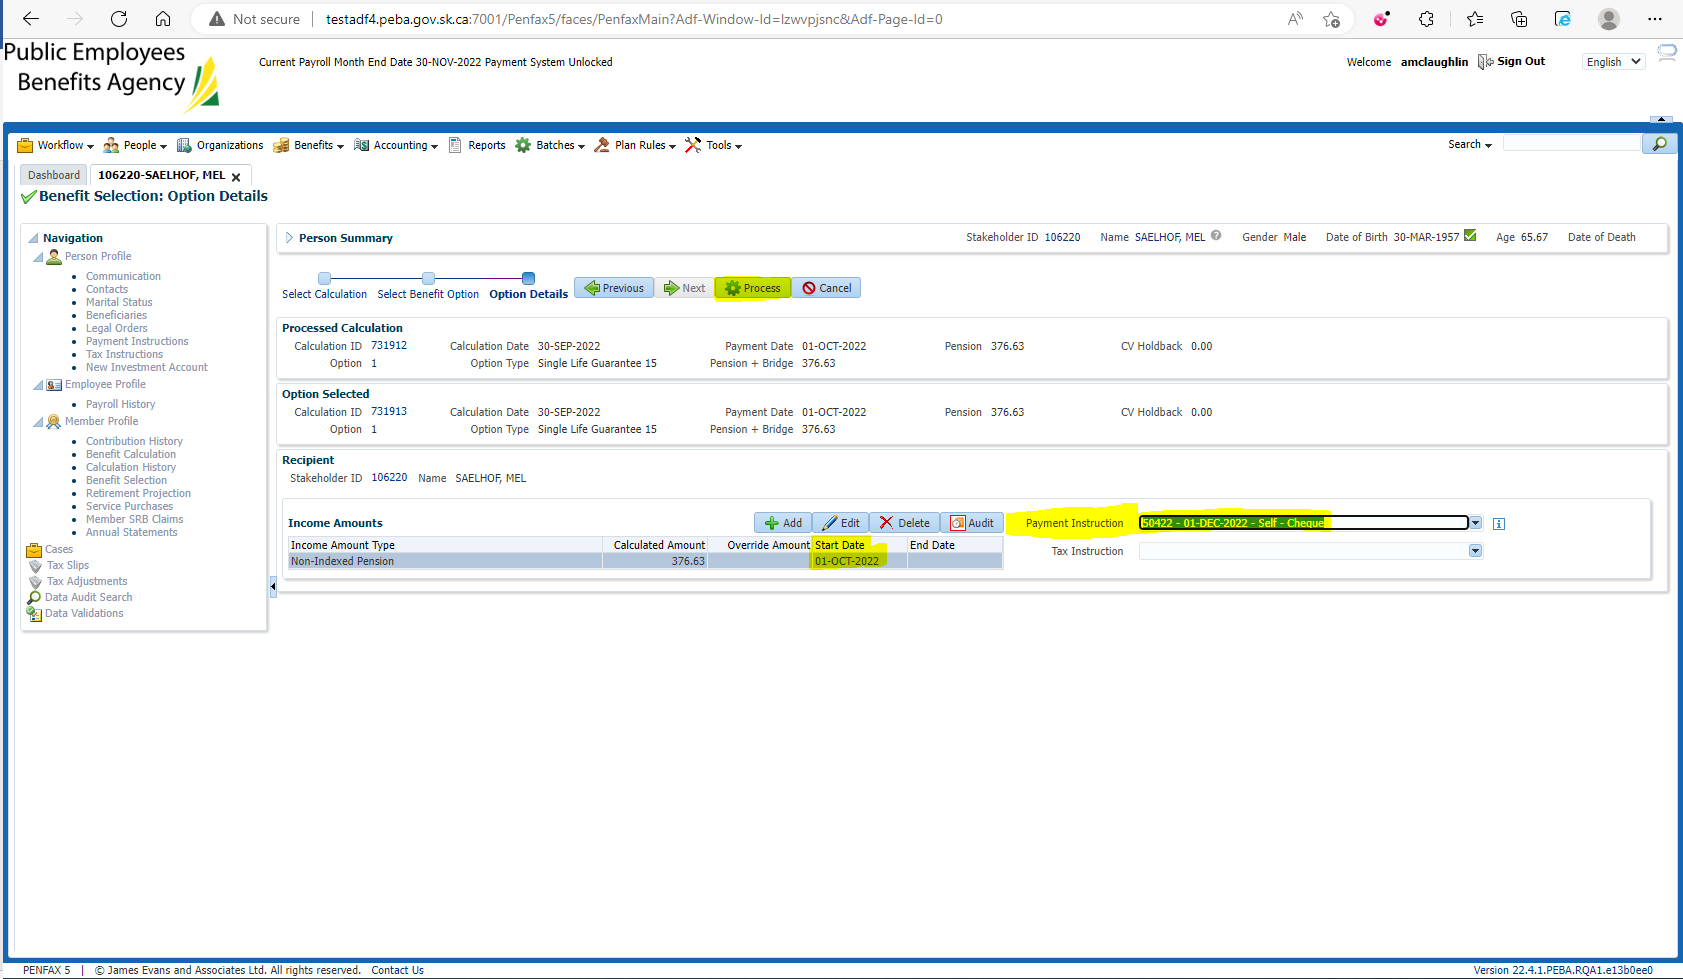 Not secure testadf4.peba.gov.sk.ca:7001/Penfax5/faces/PenfaxMain?Adf-Window-Id=lzwvpjsnc&Adf-Page-Id=0
Public Employees
Benefits Agency
Current Payroll Month End Date 30-NOV-2022 Payment System Unlocked
Welcome amclaughlin Sign Out English
Workflow People Organizations Benefits Accounting Reports Batches Plan Rules Tools Search
Dashboard 106220-SAELHOF, MEL
Benefit Selection: Option Details
Navigation
Person Profile
Communication
Contacts
Marital Status
Beneficiaries
Legal Orders
Payment Instructions
Tax Instructions
New Investment Account
Employee Profile
Payroll History
Member Profile
Contribution History
Benefit Calculation
Calculation History
Benefit Selection
Retirement Projection
Service Purchases
Member SRB Claims
Annual Statements
Cases
Tax Slips
Tax Adjustments
Data Audit Search
Data Validations
Person Summary Stakeholder ID 106220 Name SAELHOF, MEL Gender Male Date of Birth 30-MAR-1957 Age 65.67 Date of Death
Select Calculation Select Benefit Option Option Details Previous Next Process Cancel
Processed Calculation
Calculation ID 731912 Calculation Date 30-SEP-2022 Payment Date 01-OCT-2022 Pension 376.63 CV Holdback 0.00
Option 1 Option Type Single Life Guarantee 15 Pension + Bridge 376.63
Option Selected
Calculation ID 731913 Calculation Date 30-SEP-2022 Payment Date 01-OCT-2022 Pension 376.63 CV Holdback 0.00
Option 1 Option Type Single Life Guarantee 15 Pension + Bridge 376.63
Recipient
Stakeholder ID 106220 Name SAELHOF, MEL
Income Amounts Add Edit Delete Audit Payment Instruction 50422 - 01-DEC-2022 - Self - Cheque
Income Amount Type Calculated Amount Override Amount Start Date End Date Tax Instruction
Non-Indexed Pension 376.63 01-OCT-2022
PENFAX 5 | © James Evans and Associates Ltd. All rights reserved. Contact Us Version 22.4.1.PEBA.RQA1.e13b0ee0